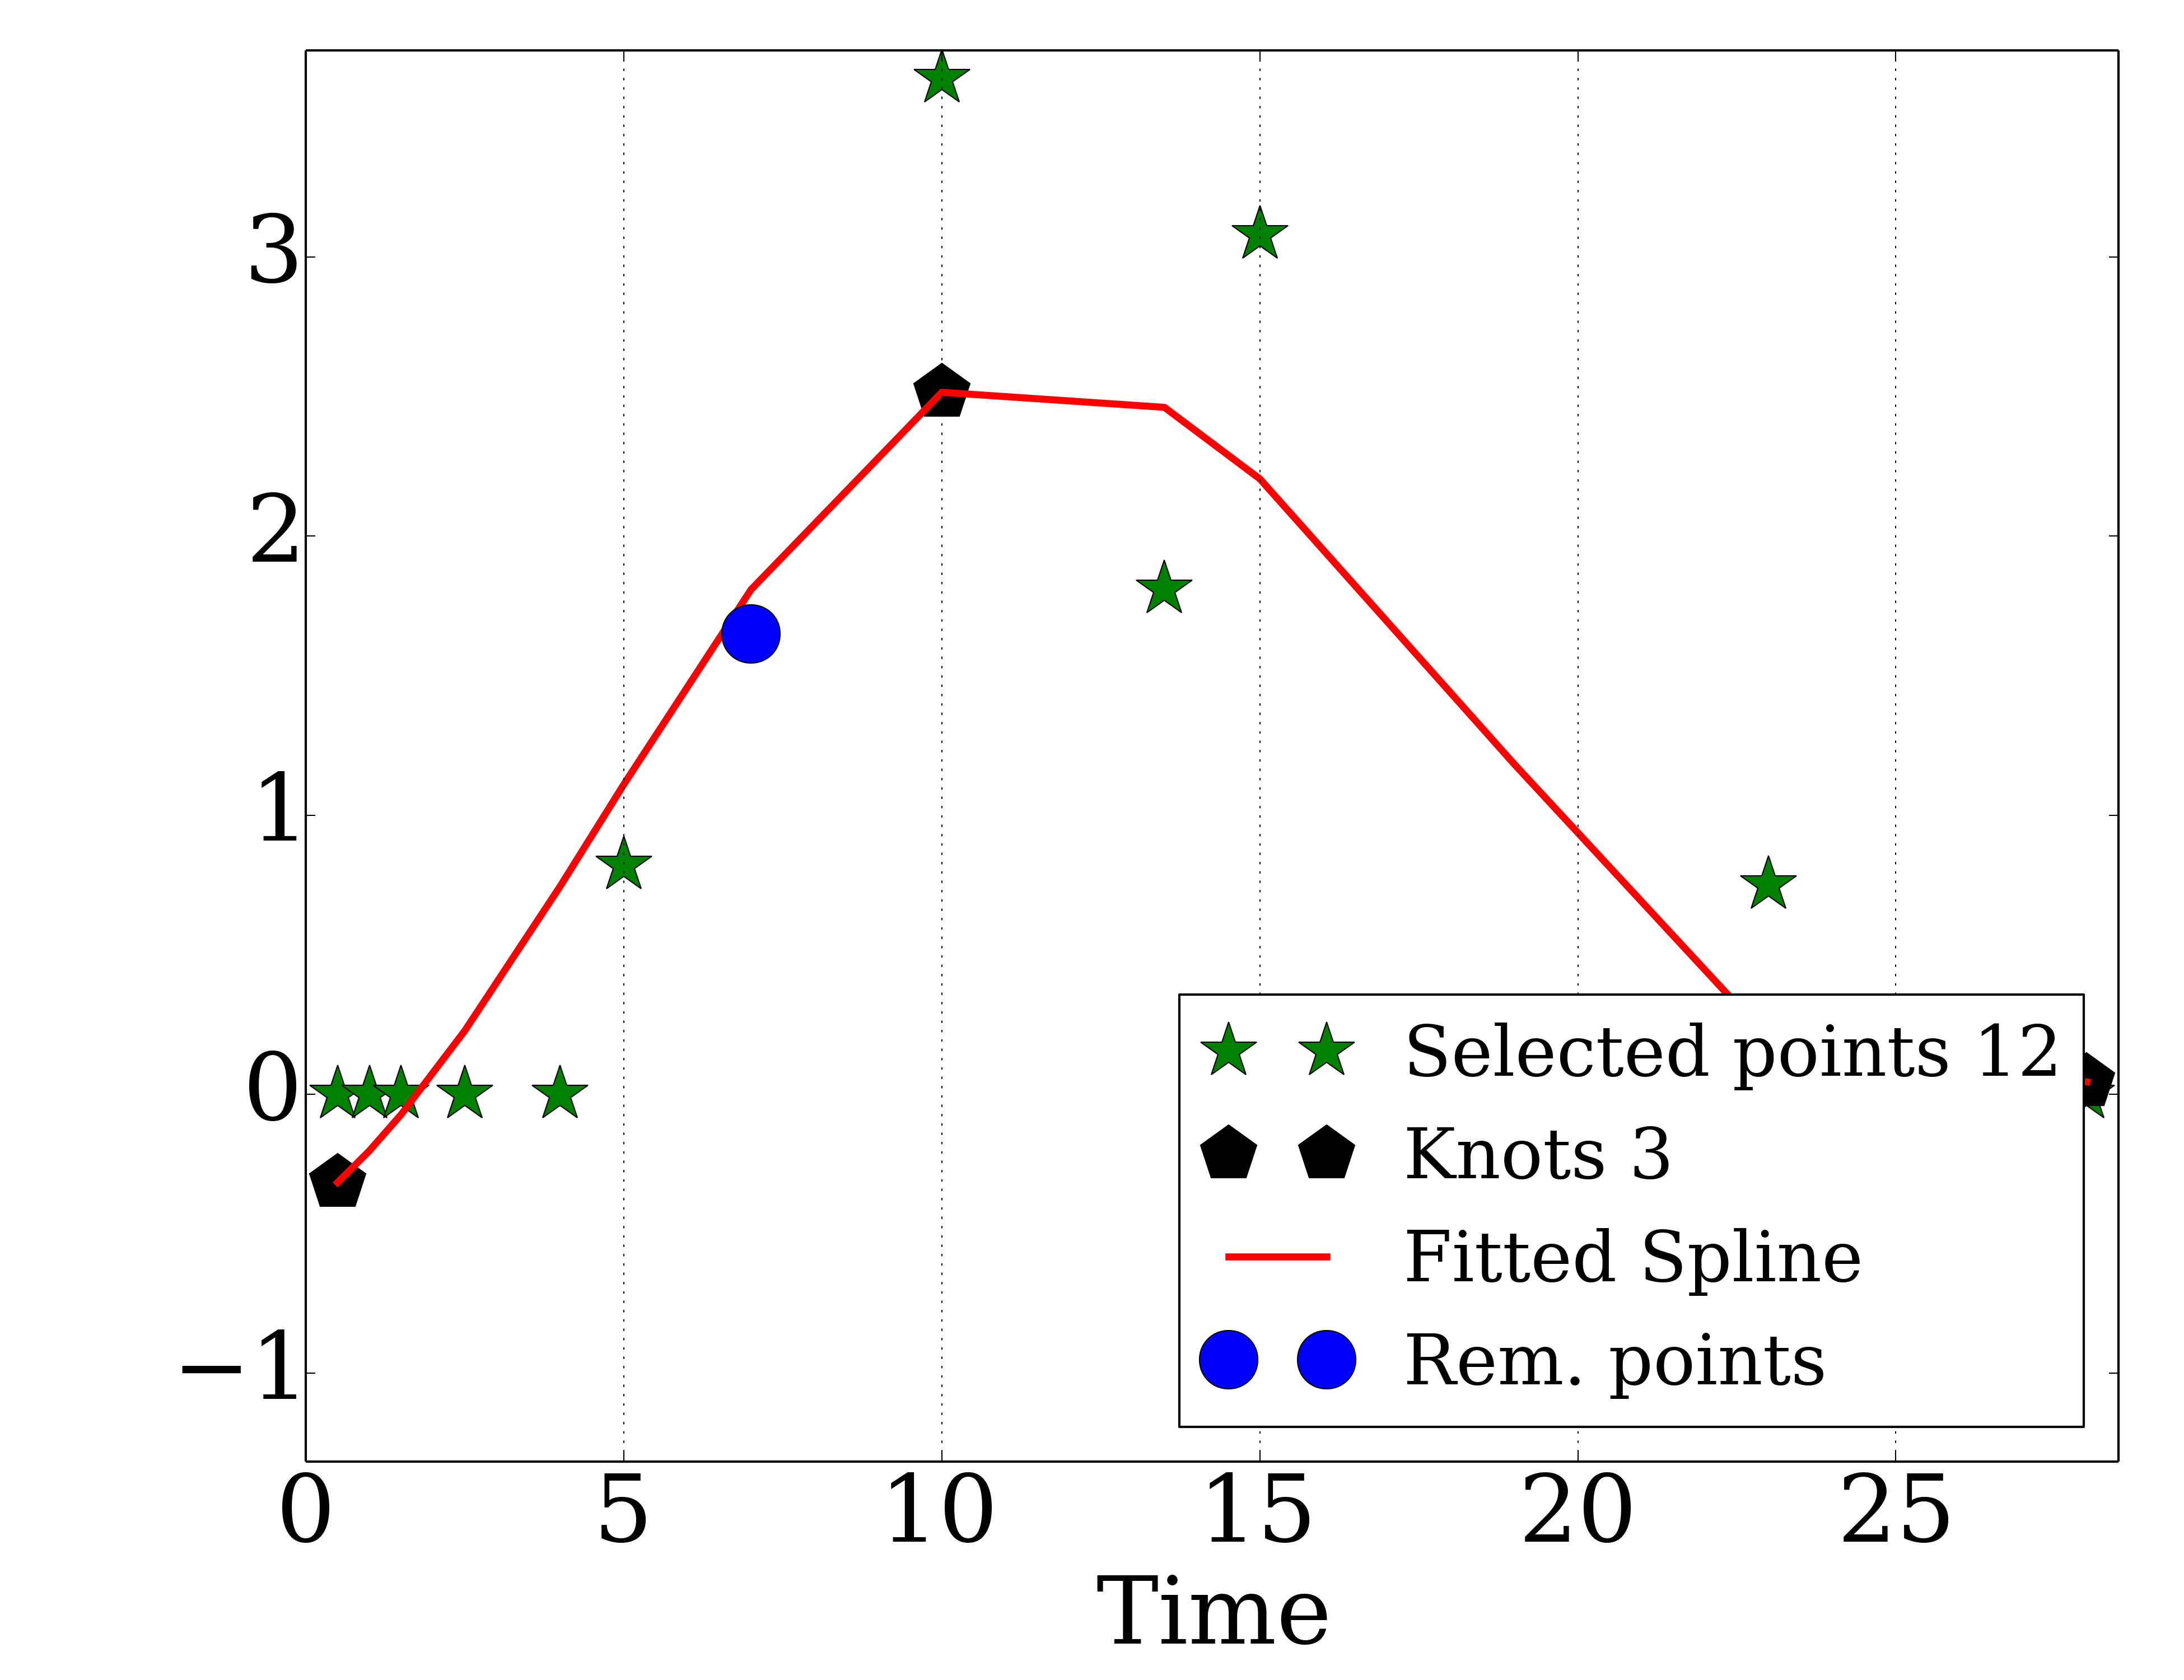 3
2
1
0
−1
0 5 10 15 20 25
Time
Selected points 12
Knots 3
Fitted Spline
Rem. points